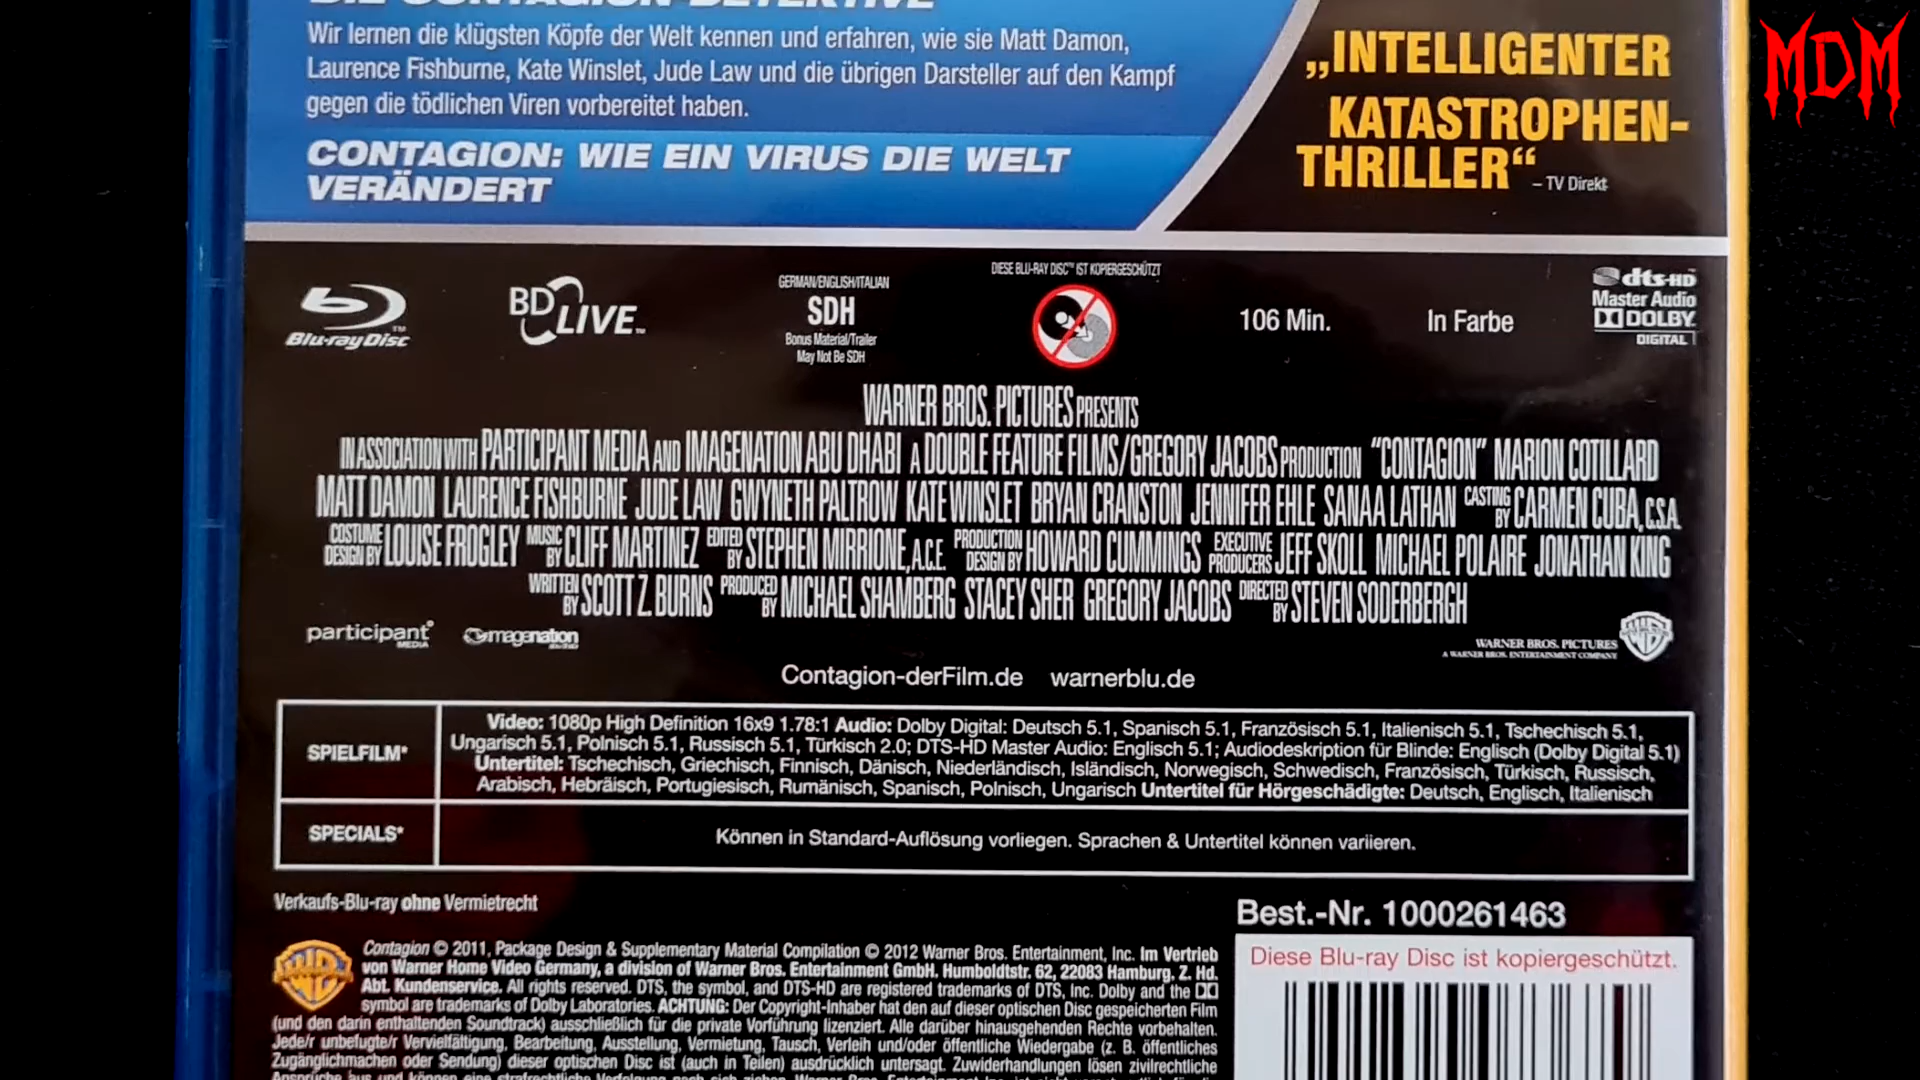 DIE CONTAGION-DETEKTIVE
Wir lernen die klügsten Köpfe der Welt kennen und erfahren, wie sie Matt Damon,
Laurence Fishburne, Kate Winslet, Jude Law und die übrigen Darsteller auf den Kampf
gegen die tödlichen Viren vorbereitet haben.
CONTAGION: WIE EIN VIRUS DIE WELT
VERÄNDERT
„INTELLIGENTER
KATASTROPHEN-
THRILLER“ – TV Direkt
MDM
Blu-ray Disc™
BD LIVE™
GERMAN/ENGLISH/ITALIAN
SDH
Bonus Material/Trailer
May Not Be SDH
DIESE BLU-RAY DISC™ IST KOPIERGESCHÜTZT
106 Min.
In Farbe
dts-HD
Master Audio
DOLBY
DIGITAL
WARNER BROS. PICTURES PRESENTS
IN ASSOCIATION WITH PARTICIPANT MEDIA AND IMAGENATION ABU DHABI A DOUBLE FEATURE FILMS/GREGORY JACOBS PRODUCTION “CONTAGION” MARION COTILLARD
MATT DAMON LAURENCE FISHBURNE JUDE LAW GWYNETH PALTROW KATE WINSLET BRYAN CRANSTON JENNIFER EHLE SANAA LATHAN CASTING BY CARMEN CUBA, C.S.A.
COSTUME DESIGN BY LOUISE FROGLEY MUSIC BY CLIFF MARTINEZ EDITED BY STEPHEN MIRRIONE, A.C.E. PRODUCTION DESIGN BY HOWARD CUMMINGS EXECUTIVE PRODUCERS JEFF SKOLL MICHAEL POLAIRE JONATHAN KING
WRITTEN BY SCOTT Z. BURNS PRODUCED BY MICHAEL SHAMBERG STACEY SHER GREGORY JACOBS DIRECTED BY STEVEN SODERBERGH
participant MEDIA
imagenation
WARNER BROS. PICTURES
A WARNER BROS. ENTERTAINMENT COMPANY
Contagion-derFilm.de warnerblu.de
SPIELFILM*
Video: 1080p High Definition 16x9 1.78:1 Audio: Dolby Digital: Deutsch 5.1, Spanisch 5.1, Französisch 5.1, Italienisch 5.1, Tschechisch 5.1,
Ungarisch 5.1, Polnisch 5.1, Russisch 5.1, Türkisch 2.0; DTS-HD Master Audio: Englisch 5.1; Audiodeskription für Blinde: Englisch (Dolby Digital 5.1)
Untertitel: Tschechisch, Griechisch, Finnisch, Dänisch, Niederländisch, Isländisch, Norwegisch, Schwedisch, Französisch, Türkisch, Russisch,
Arabisch, Hebräisch, Portugiesisch, Rumänisch, Spanisch, Polnisch, Ungarisch Untertitel für Hörgeschädigte: Deutsch, Englisch, Italienisch
SPECIALS*
Können in Standard-Auflösung vorliegen. Sprachen & Untertitel können variieren.
Verkaufs-Blu-ray ohne Vermietrecht
Best.-Nr. 1000261463
Diese Blu-ray Disc ist kopiergeschützt.
Contagion © 2011, Package Design & Supplementary Material Compilation © 2012 Warner Bros. Entertainment, Inc. Im Vertrieb
von Warner Home Video Germany, a division of Warner Bros. Entertainment GmbH. Humboldtstr. 62, 22083 Hamburg. Z. Hd.
Abt. Kundenservice. All rights reserved. DTS, the symbol, and DTS-HD are registered trademarks of DTS, Inc. Dolby and the
symbol are trademarks of Dolby Laboratories. ACHTUNG: Der Copyright-Inhaber hat den auf dieser optischen Disc gespeicherten Film
(und den darin enthaltenden Soundtrack) ausschließlich für die private Vorführung lizenziert. Alle darüber hinausgehenden Rechte vorbehalten.
Jede/r unbefugte/r Vervielfältigung, Bearbeitung, Ausstellung, Vermietung, Tausch, Verleih und/oder öffentliche Wiedergabe (z. B. öffentliches
Zugänglichmachen oder Sendung) dieser optischen Disc ist (auch in Teilen) ausdrücklich untersagt. Zuwiderhandlungen lösen zivilrechtliche
Ansprüche aus und können eine strafrechtliche Verfolgung nach sich ziehen.